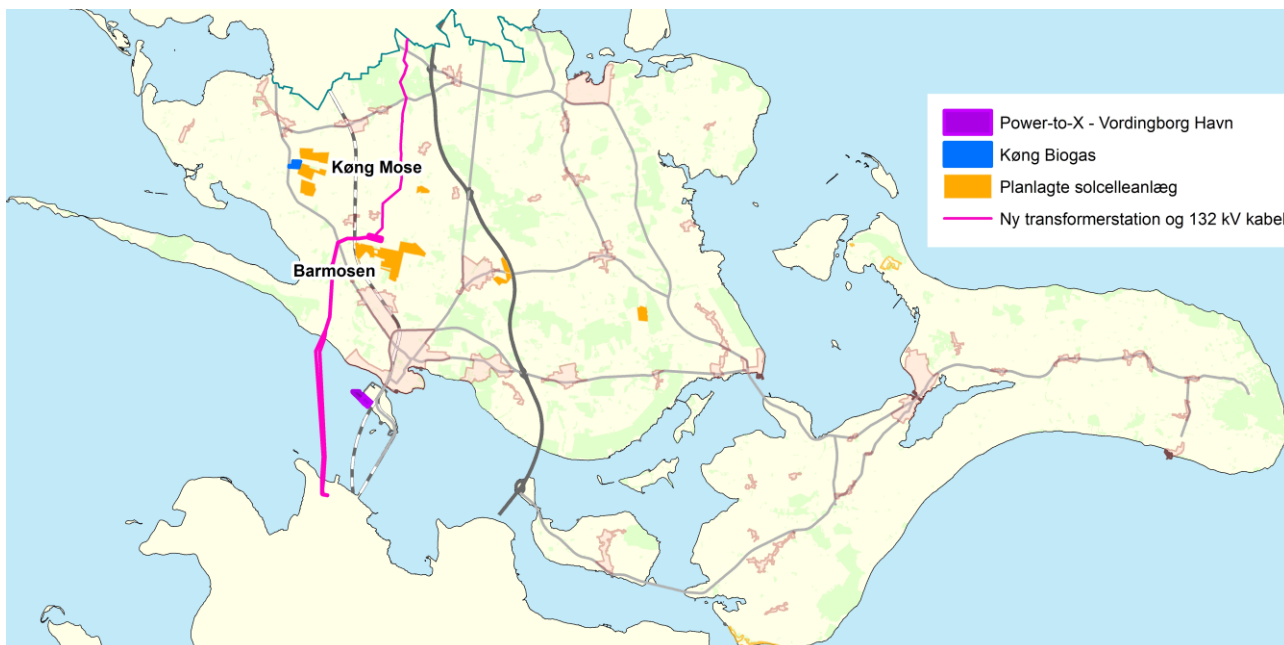 Power-to-X - Vordingborg Havn
Køng Biogas
Planlagte solcelleanlæg
Ny transformerstation og 132 kV kabel
Køng Mose
Barmosen